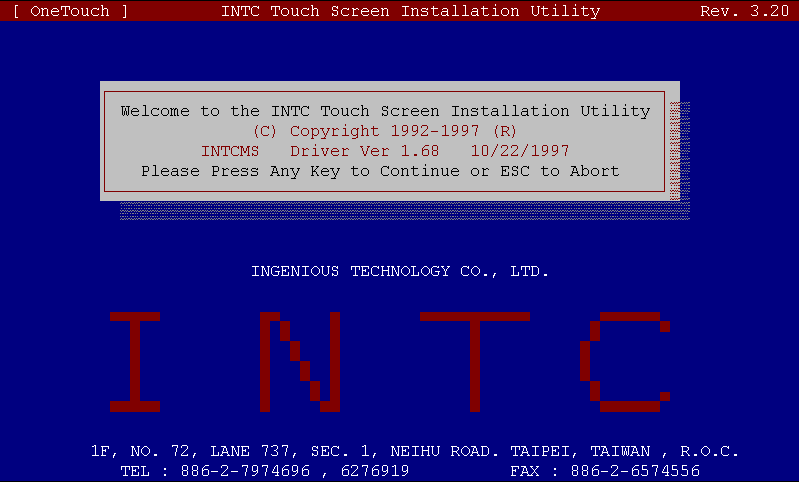 [ OneTouch ] INTC Touch Screen Installation Utility Rev. 3.20
Welcome to the INTC Touch Screen Installation Utility
(C) Copyright 1992-1997 (R)
INTCMS Driver Ver 1.68 10/22/1997
Please Press Any Key to Continue or ESC to Abort
INGENIOUS TECHNOLOGY CO., LTD.
I N T C
1F, NO. 72, LANE 737, SEC. 1, NEIHU ROAD. TAIPEI, TAIWAN , R.O.C.
TEL : 886-2-7974696 , 6276919 FAX : 886-2-6574556